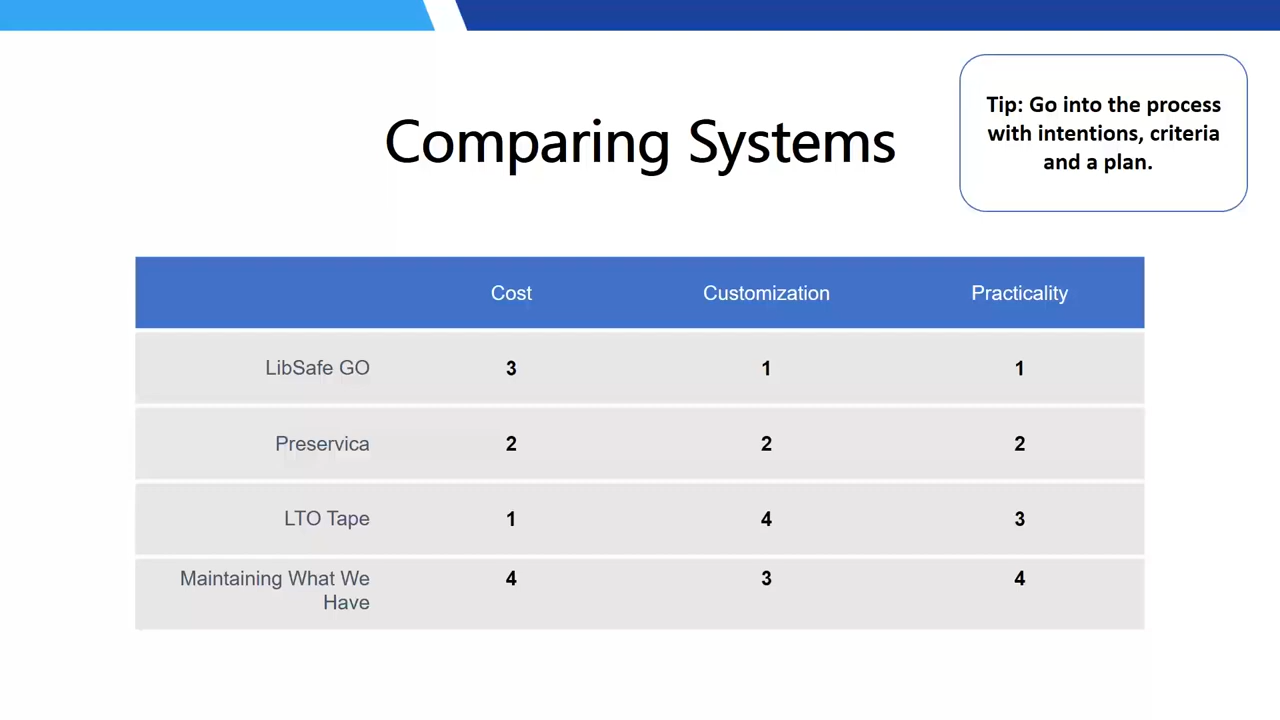 Tip: Go into the process
with intentions, criteria
and a plan.
Comparing Systems
Cost Customization Practicality
LibSafe GO 3 1 1
Preservica 2 2 2
LTO Tape 1 4 3
Maintaining What We 4 3 4
Have